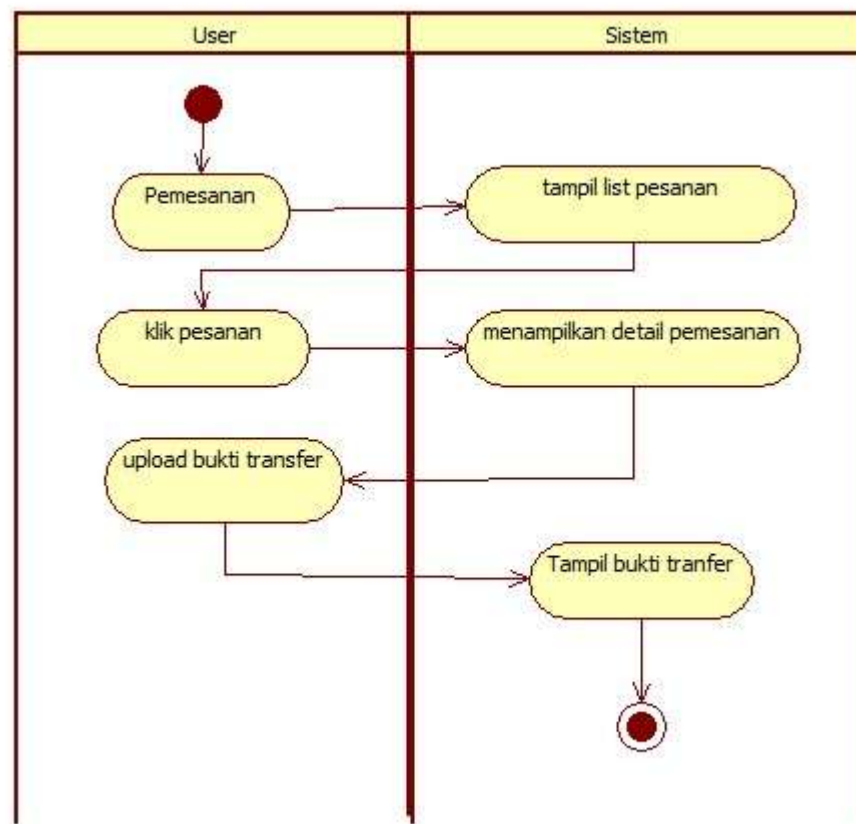 User
Sistem
Pemesanan
tampil list pesanan
klik pesanan
menampilkan detail pemesanan
upload bukti transfer
Tampil bukti tranfer